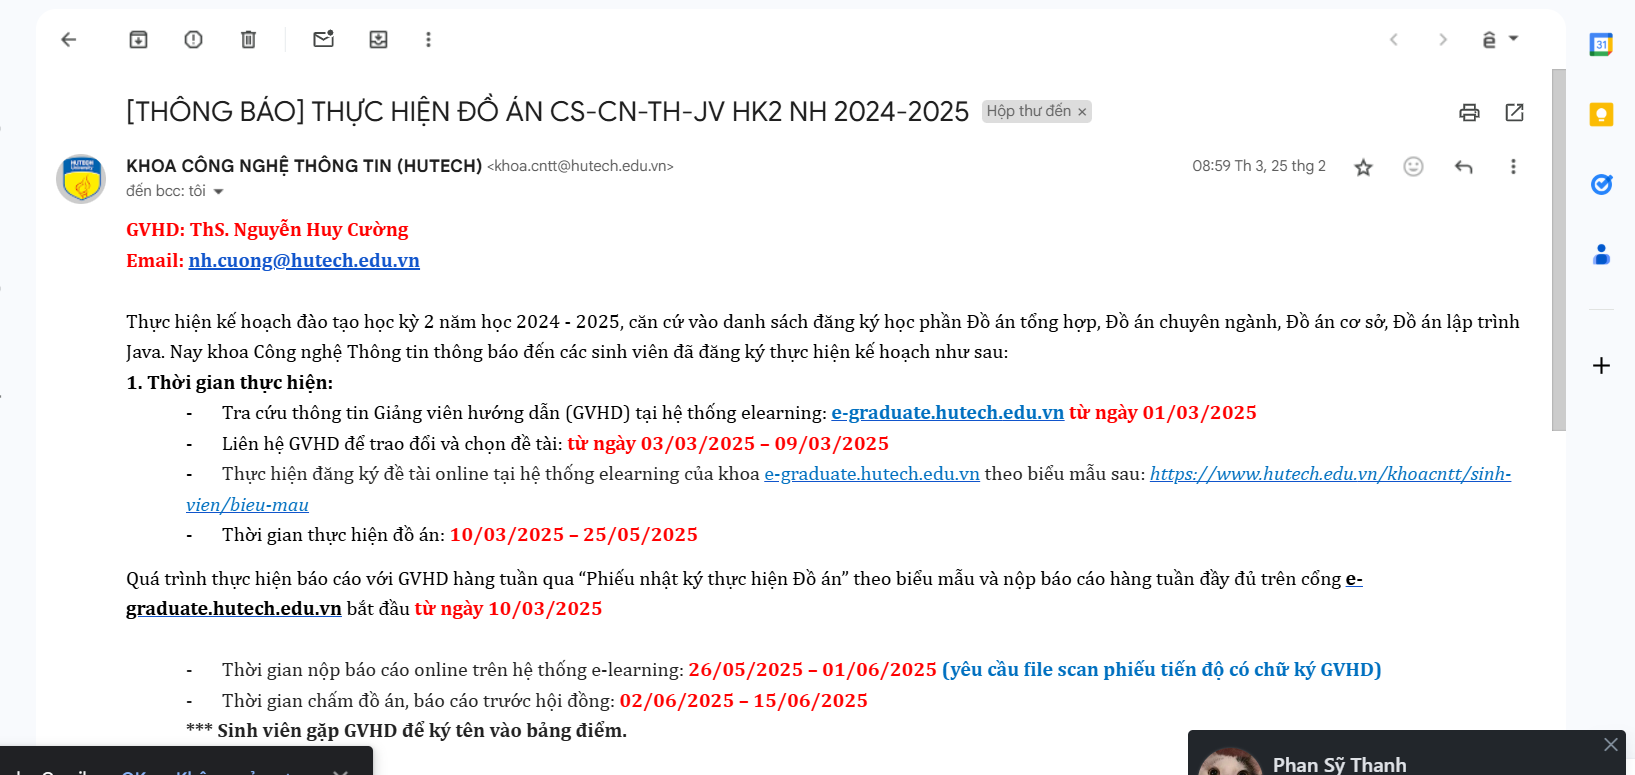 [THÔNG BÁO] THỰC HIỆN ĐỒ ÁN CS-CN-TH-JV HK2 NH 2024-2025 Hộp thư đến ×
KHOA CÔNG NGHỆ THÔNG TIN (HUTECH) <khoa.cntt@hutech.edu.vn> 08:59 Th 3, 25 thg 2
đến bcc: tôi
GVHD: ThS. Nguyễn Huy Cường
Email: nh.cuong@hutech.edu.vn
Thực hiện kế hoạch đào tạo học kỳ 2 năm học 2024 - 2025, căn cứ vào danh sách đăng ký học phần Đồ án tổng hợp, Đồ án chuyên ngành, Đồ án cơ sở, Đồ án lập trình
Java. Nay khoa Công nghệ Thông tin thông báo đến các sinh viên đã đăng ký thực hiện kế hoạch như sau:
1. Thời gian thực hiện:
- Tra cứu thông tin Giảng viên hướng dẫn (GVHD) tại hệ thống elearning: e-graduate.hutech.edu.vn từ ngày 01/03/2025
- Liên hệ GVHD để trao đổi và chọn đề tài: từ ngày 03/03/2025 – 09/03/2025
- Thực hiện đăng ký đề tài online tại hệ thống elearning của khoa e-graduate.hutech.edu.vn theo biểu mẫu sau: https://www.hutech.edu.vn/khoacntt/sinh-
vien/bieu-mau
- Thời gian thực hiện đồ án: 10/03/2025 – 25/05/2025
Quá trình thực hiện báo cáo với GVHD hàng tuần qua “Phiếu nhật ký thực hiện Đồ án” theo biểu mẫu và nộp báo cáo hàng tuần đầy đủ trên cổng e-
graduate.hutech.edu.vn bắt đầu từ ngày 10/03/2025
- Thời gian nộp báo cáo online trên hệ thống e-learning: 26/05/2025 – 01/06/2025 (yêu cầu file scan phiếu tiến độ có chữ ký GVHD)
- Thời gian chấm đồ án, báo cáo trước hội đồng: 02/06/2025 – 15/06/2025
*** Sinh viên gặp GVHD để ký tên vào bảng điểm.
Phan Sỹ Thanh